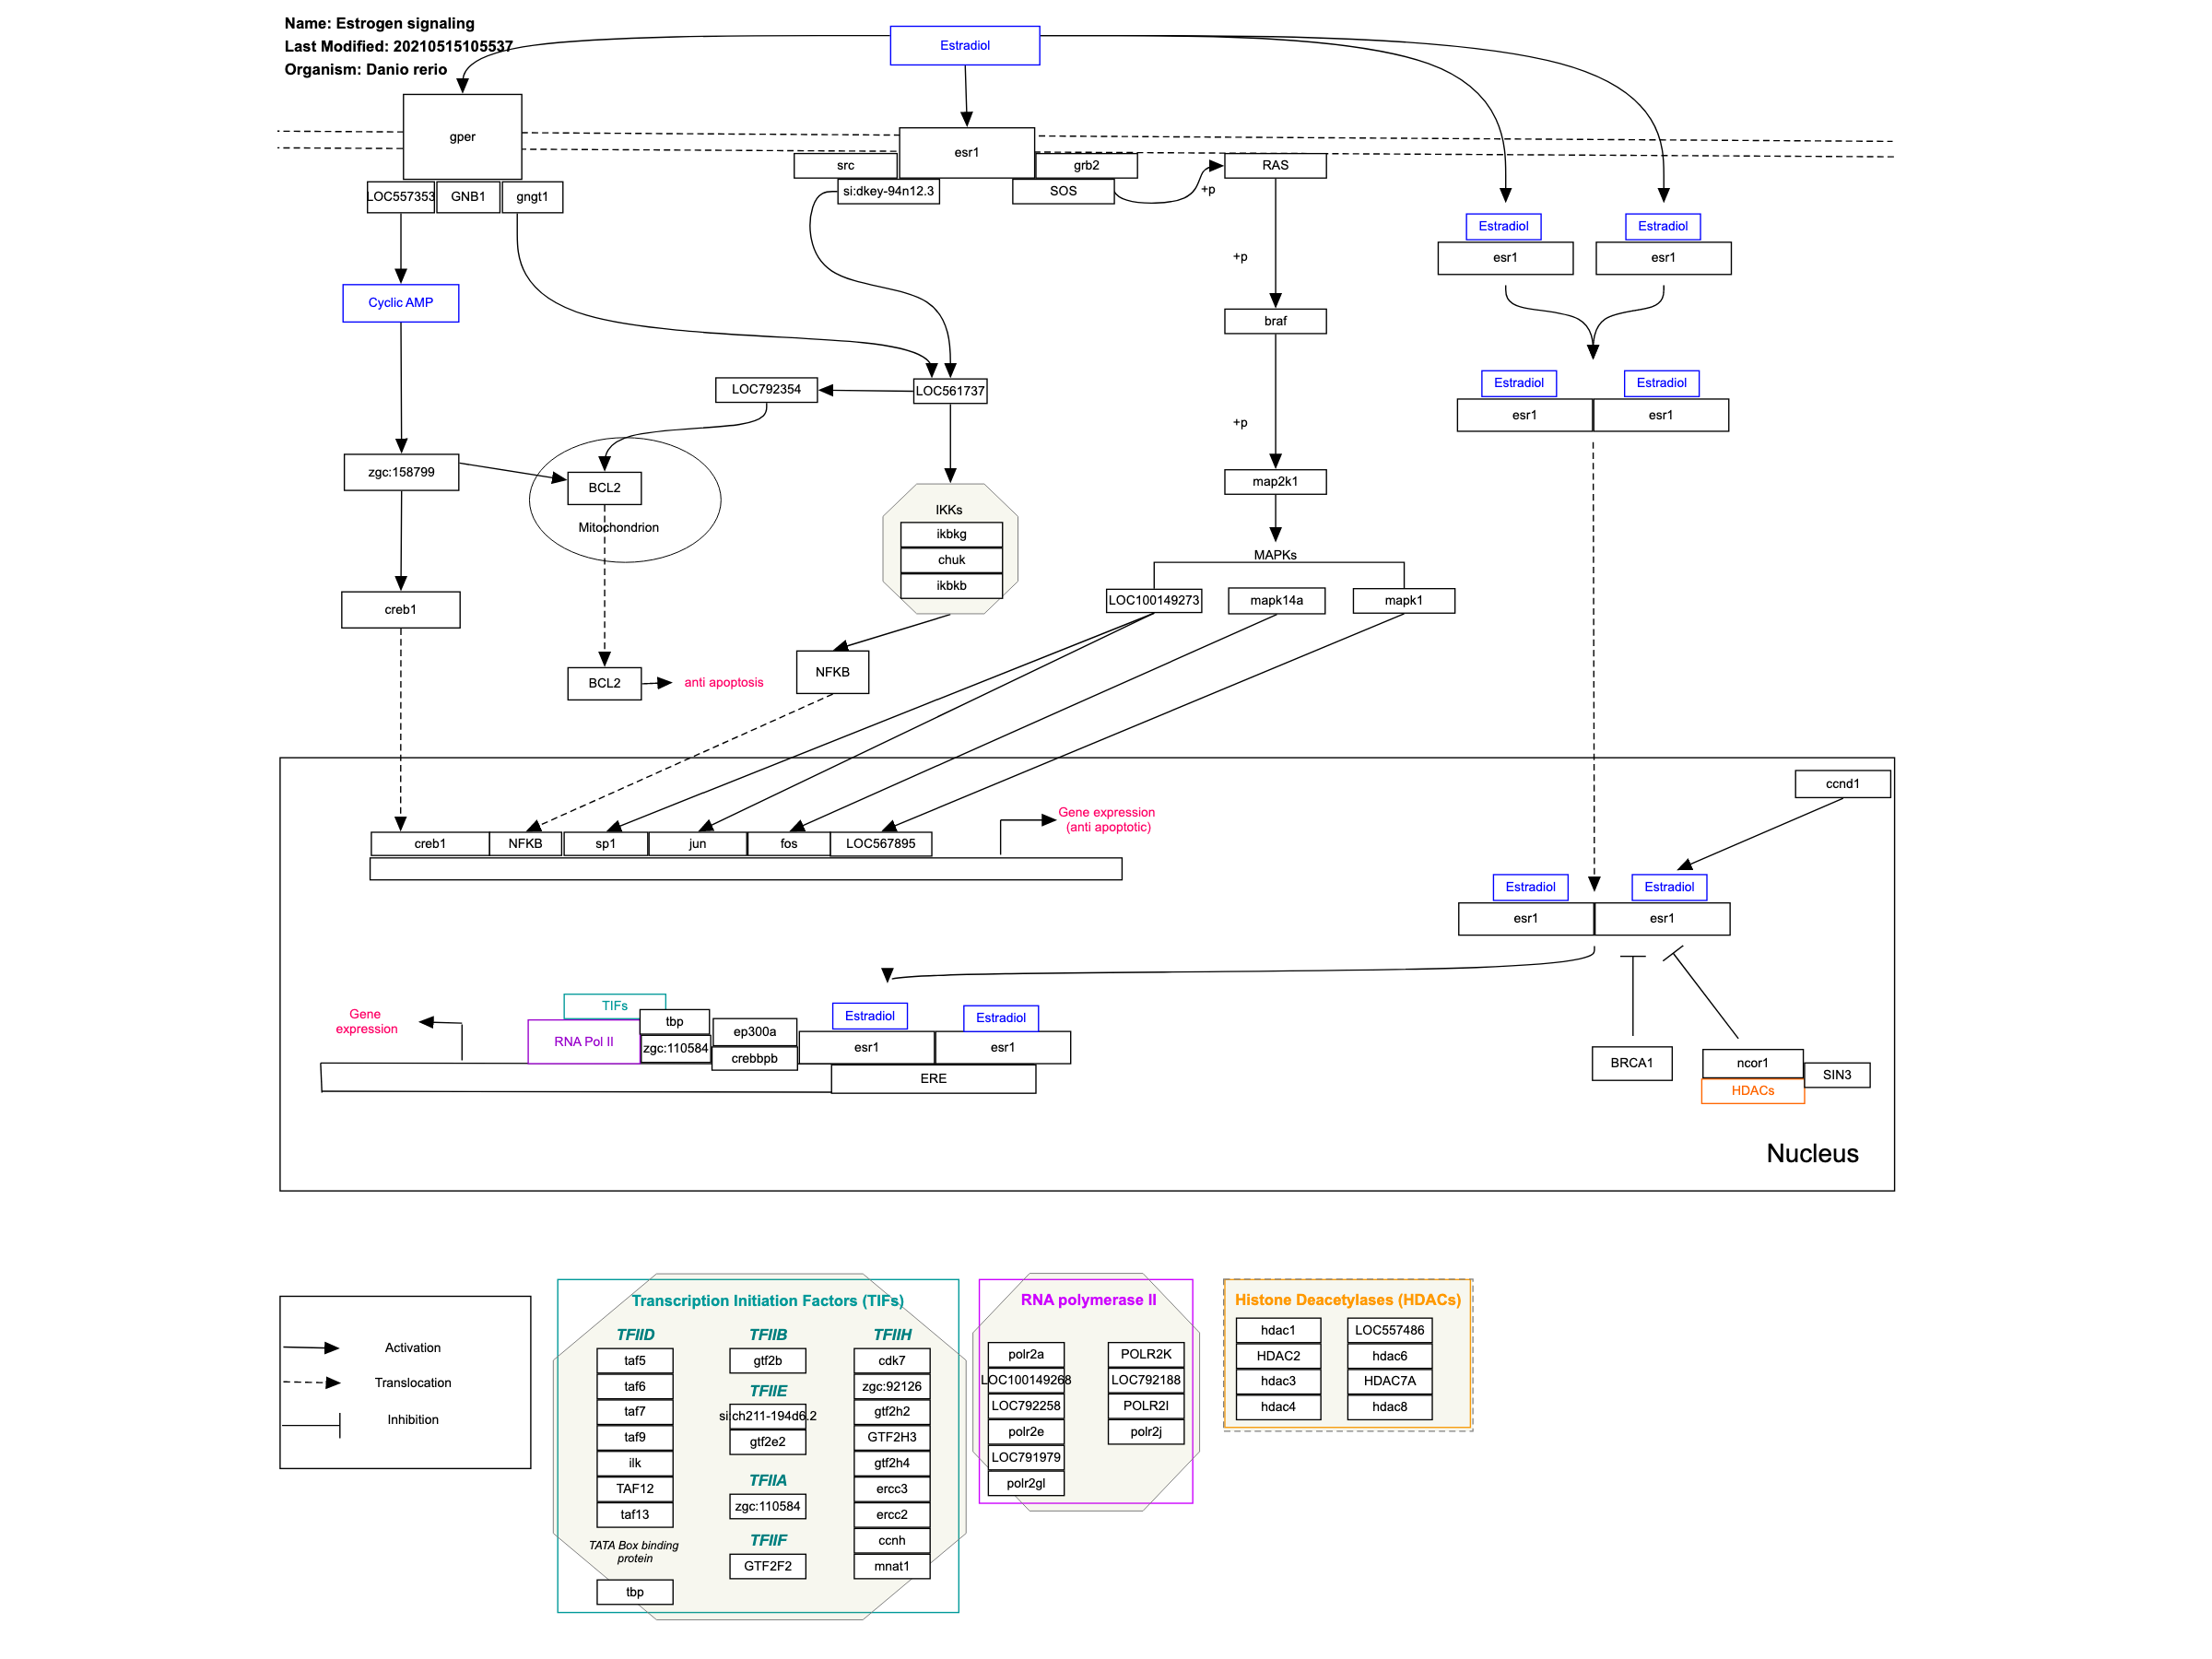 Name: Estrogen signaling
Last Modified: 20210515105537
Organism: Danio rerio
Estradiol
gper
esr1
src
grb2
RAS
LOC557353
GNB1
gngt1
si:dkey-94n12.3
SOS
+p
Estradiol
Estradiol
esr1
esr1
+p
Cyclic AMP
braf
LOC792354
LOC561737
Estradiol
Estradiol
esr1
esr1
+p
zgc:158799
BCL2
Mitochondrion
map2k1
IKKs
ikbkg
chuk
ikbkb
MAPKs
LOC100149273
mapk14a
mapk1
creb1
BCL2
anti apoptosis
NFKB
ccnd1
Gene expression
(anti apoptotic)
creb1
NFKB
sp1
jun
fos
LOC567895
Estradiol
Estradiol
esr1
esr1
Gene
expression
TIFs
RNA Pol II
tbp
zgc:110584
ep300a
crebbpb
Estradiol
Estradiol
esr1
esr1
ERE
BRCA1
ncor1
SIN3
HDACs
Nucleus
Activation
Translocation
Inhibition
Transcription Initiation Factors (TIFs)
TFIID
taf5
taf6
taf7
taf9
ilk
TAF12
taf13
TATA Box binding
protein
tbp
TFIIB
gtf2b
TFIIE
si:ch211-194d6.2
gtf2e2
TFIIA
zgc:110584
TFIIF
GTF2F2
TFIIH
cdk7
zgc:92126
gtf2h2
GTF2H3
gtf2h4
ercc3
ercc2
ccnh
mnat1
RNA polymerase II
polr2a
LOC100149268
LOC792258
polr2e
LOC791979
polr2gl
POLR2K
LOC792188
POLR2I
polr2j
Histone Deacetylases (HDACs)
hdac1
HDAC2
hdac3
hdac4
LOC557486
hdac6
HDAC7A
hdac8